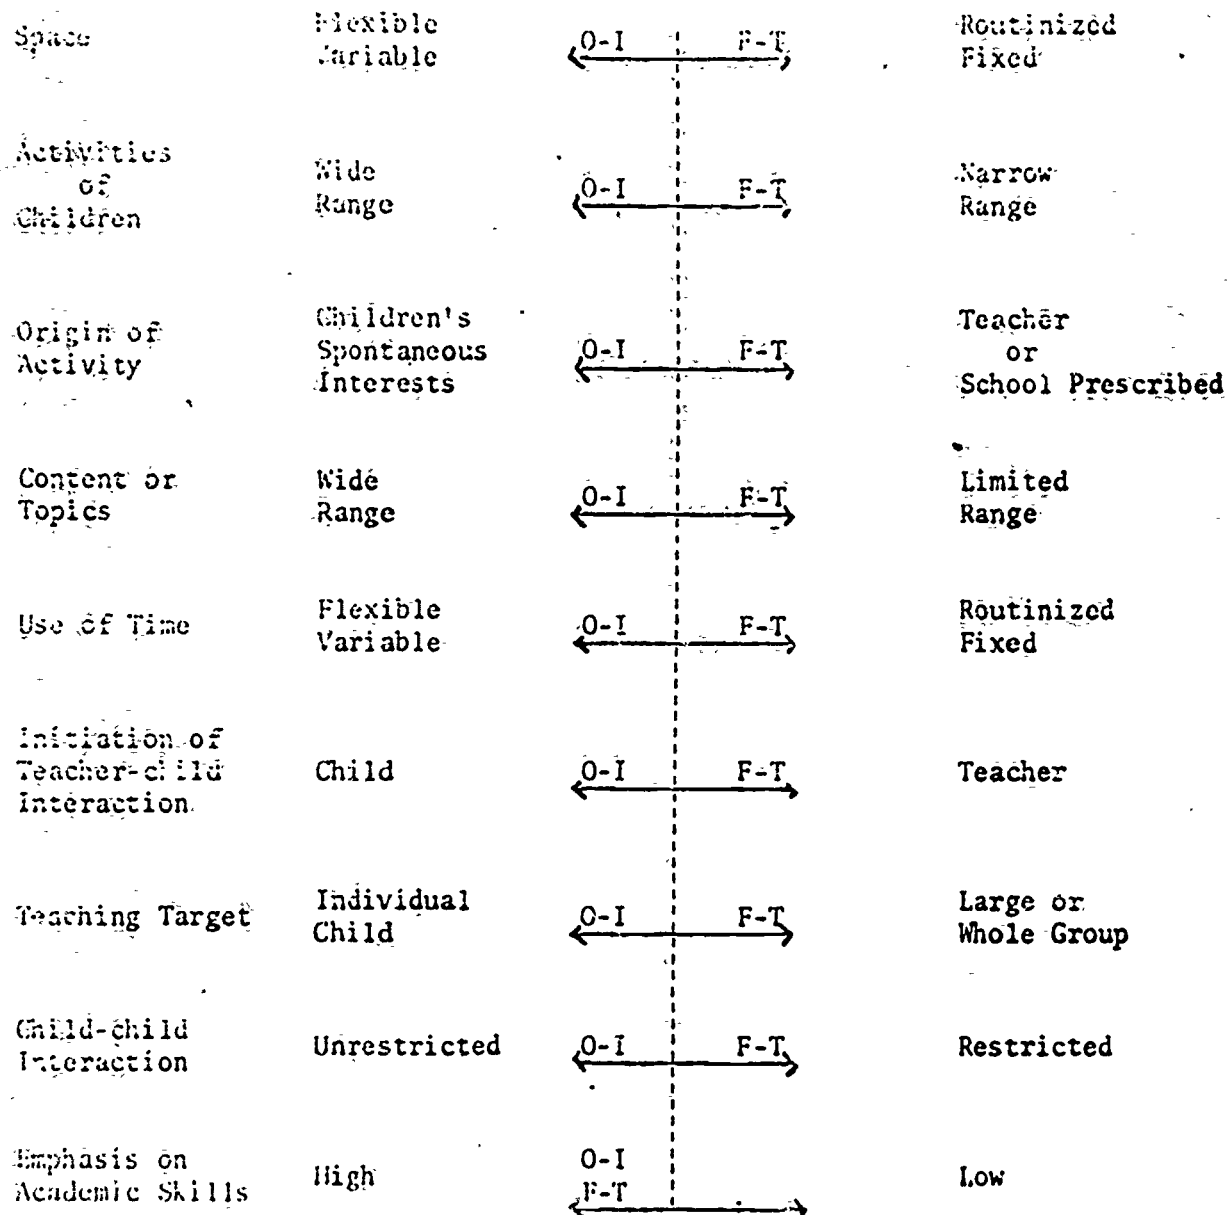 Space Flexible Variable O-I F-T Routinized Fixed
Activities of Children Wide Range O-I F-T Narrow Range
Origin of Activity Children's Spontaneous Interests O-I F-T Teacher or School Prescribed
Content or Topics Wide Range O-I F-T Limited Range
Use of Time Flexible Variable O-I F-T Routinized Fixed
Initiation of Teacher-child Interaction Child O-I F-T Teacher
Teaching Target Individual Child O-I F-T Large or Whole Group
Child-child Interaction Unrestricted O-I F-T Restricted
Emphasis on Academic Skills High O-I F-T Low